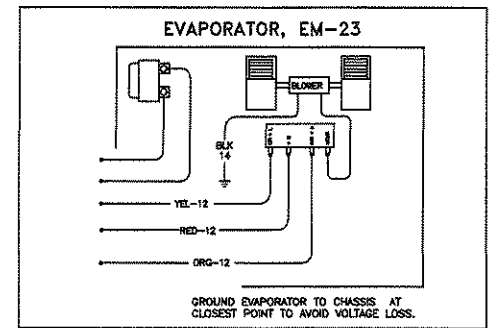 EVAPORATOR, EM-23
BLOWER
BLK
14
YEL-12
RED-12
ORG-12
GROUND EVAPORATOR TO CHASSIS AT
CLOSEST POINT TO AVOID VOLTAGE LOSS.